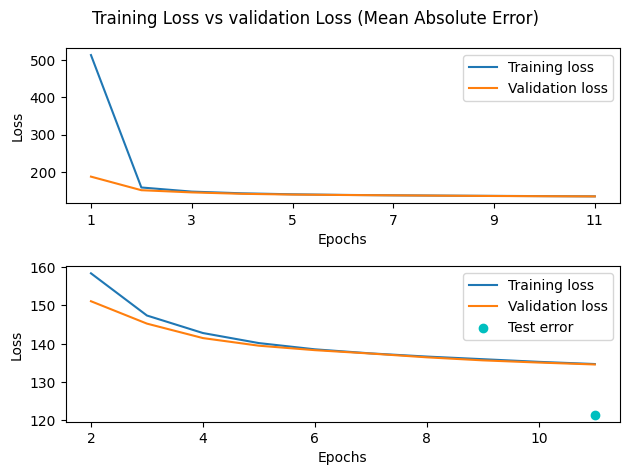 Training Loss vs validation Loss (Mean Absolute Error)
500
400
300
200
Loss
Training loss
Validation loss
1 3 5 7 9 11
Epochs
160
150
140
130
120
Loss
Training loss
Validation loss
Test error
2 4 6 8 10
Epochs